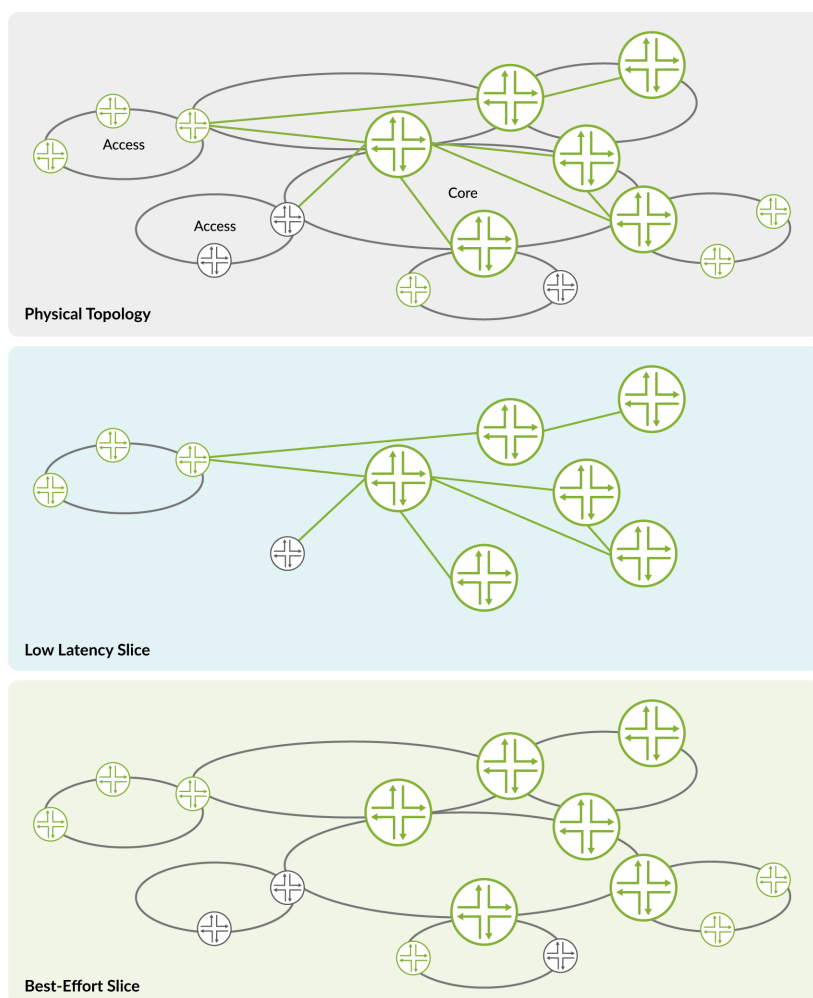 Access
Core
Access
Physical Topology
Low Latency Slice
Best-Effort Slice